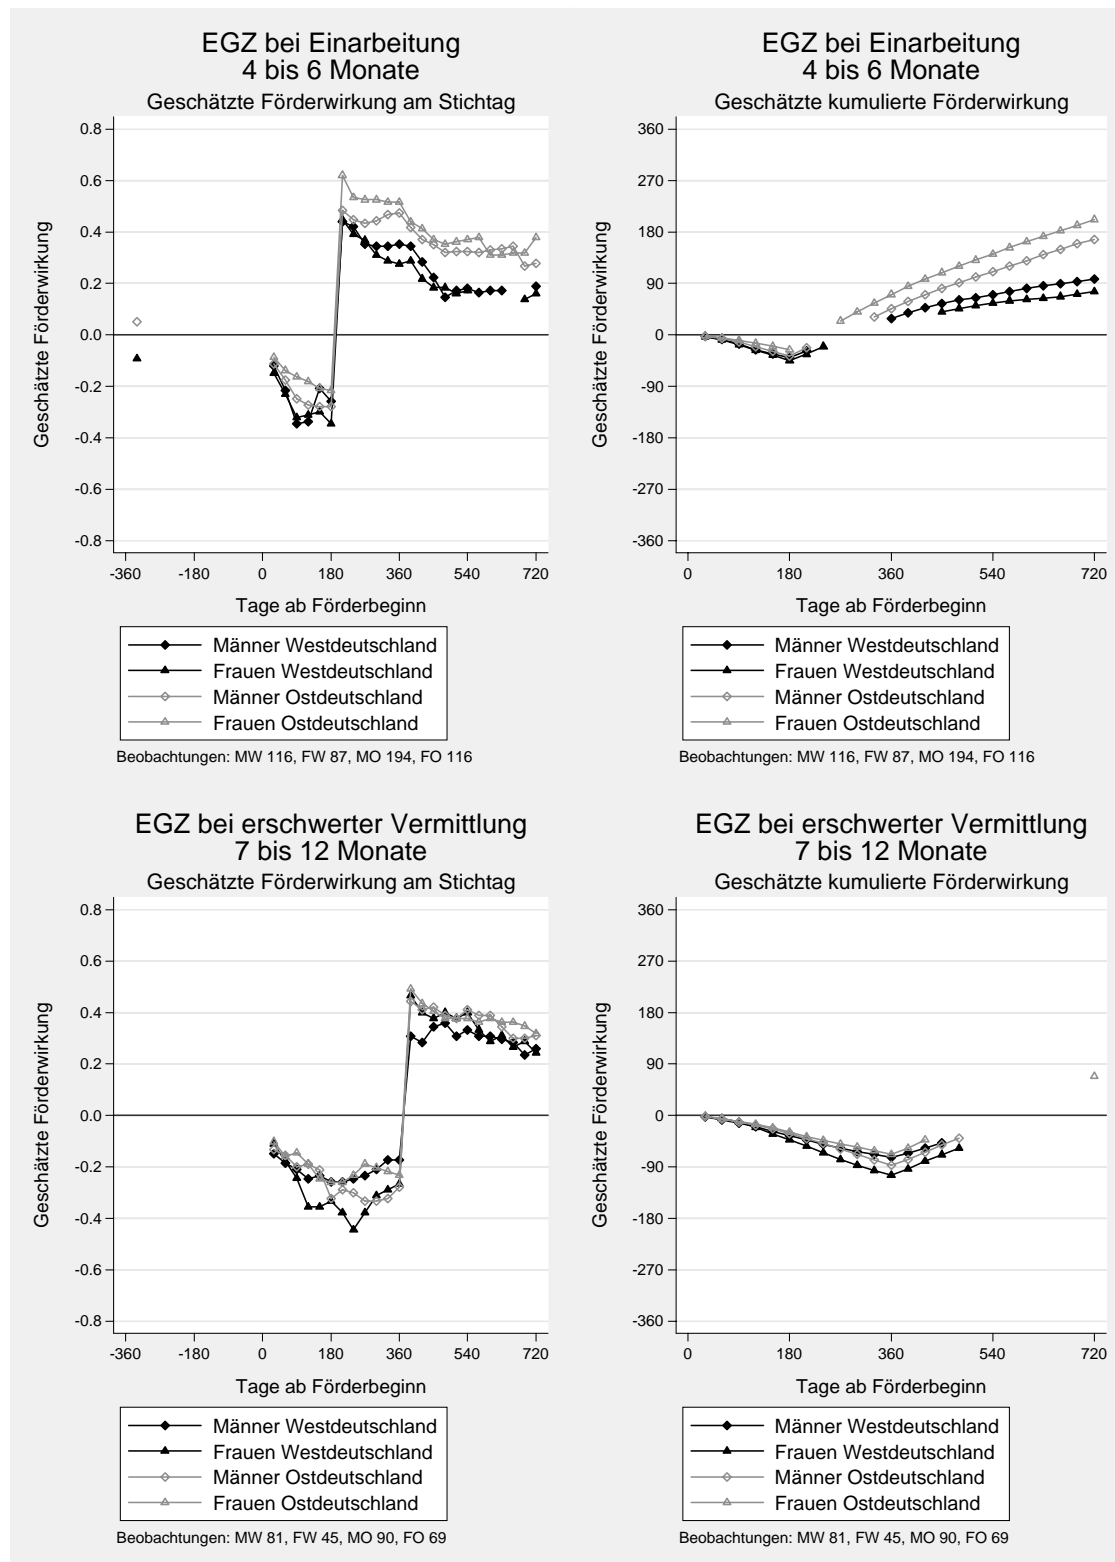 EGZ bei Einarbeitung
4 bis 6 Monate
Geschätzte Förderwirkung am Stichtag
Geschätzte Förderwirkung
0.8
0.6
0.4
0.2
0.0
-0.2
-0.4
-0.6
-0.8
-360 -180 0 180 360 540 720
Tage ab Förderbeginn
Männer Westdeutschland
Frauen Westdeutschland
Männer Ostdeutschland
Frauen Ostdeutschland
Beobachtungen: MW 116, FW 87, MO 194, FO 116
EGZ bei Einarbeitung
4 bis 6 Monate
Geschätzte kumulierte Förderwirkung
Geschätzte Förderwirkung
360
270
180
90
0
-90
-180
-270
-360
0 180 360 540 720
Tage ab Förderbeginn
Männer Westdeutschland
Frauen Westdeutschland
Männer Ostdeutschland
Frauen Ostdeutschland
Beobachtungen: MW 116, FW 87, MO 194, FO 116
EGZ bei erschwerter Vermittlung
7 bis 12 Monate
Geschätzte Förderwirkung am Stichtag
Geschätzte Förderwirkung
0.8
0.6
0.4
0.2
0.0
-0.2
-0.4
-0.6
-0.8
-360 -180 0 180 360 540 720
Tage ab Förderbeginn
Männer Westdeutschland
Frauen Westdeutschland
Männer Ostdeutschland
Frauen Ostdeutschland
Beobachtungen: MW 81, FW 45, MO 90, FO 69
EGZ bei erschwerter Vermittlung
7 bis 12 Monate
Geschätzte kumulierte Förderwirkung
Geschätzte Förderwirkung
360
270
180
90
0
-90
-180
-270
-360
0 180 360 540 720
Tage ab Förderbeginn
Männer Westdeutschland
Frauen Westdeutschland
Männer Ostdeutschland
Frauen Ostdeutschland
Beobachtungen: MW 81, FW 45, MO 90, FO 69